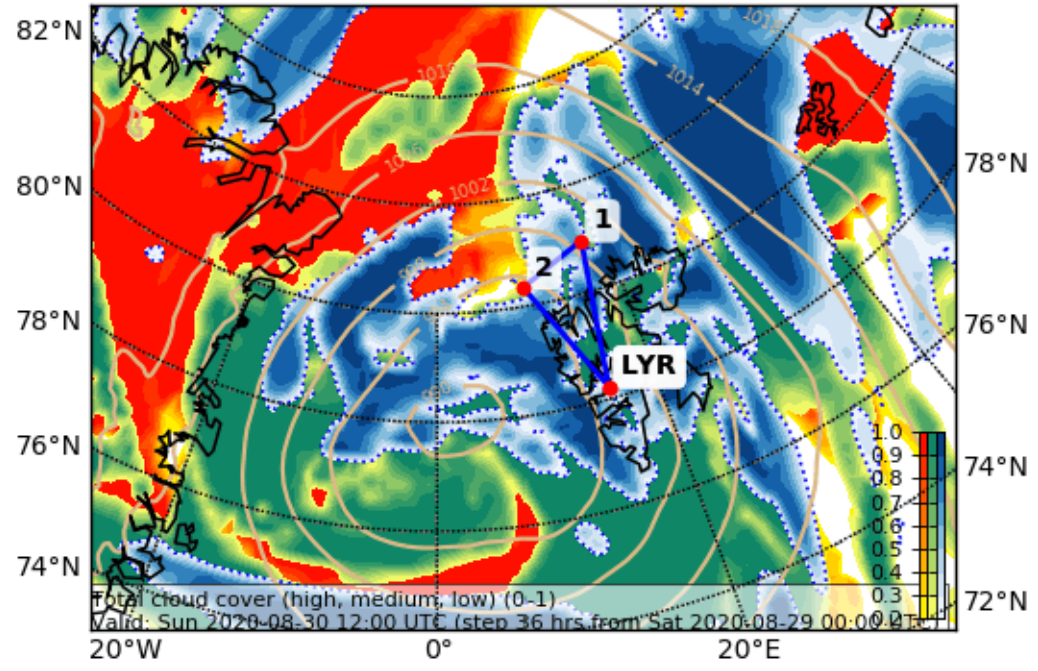 82°N
80°N
78°N
76°N
74°N
78°N
76°N
74°N
72°N
1014
1002
1
2
LYR
1.0
0.9
0.8
0.7
0.6
0.5
0.4
0.3
0.2
Total cloud cover (high, medium, low) (0-1)
Valid: Sun 2020-08-30 12:00 UTC (step 36 hrs from Sat 2020-08-29 00:00 UTC)
20°W
0°
20°E